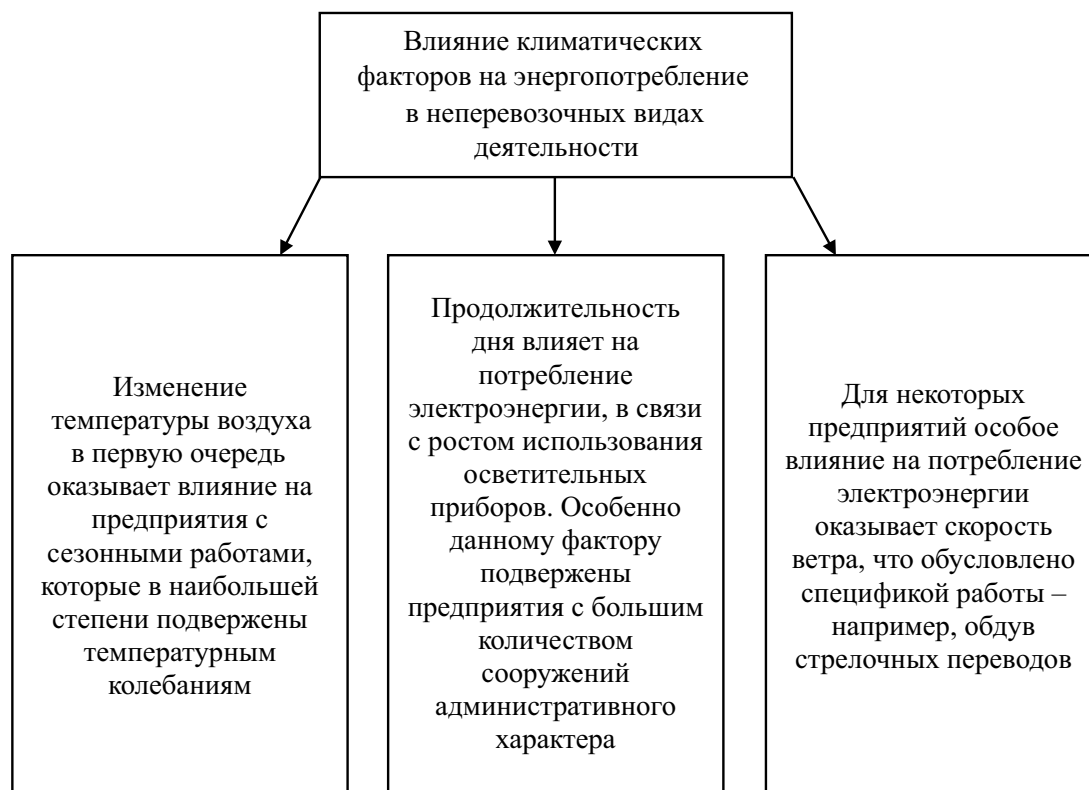 Влияние климатических
факторов на энергопотребление
в неперевозочных видах
деятельности
Изменение
температуры воздуха
в первую очередь
оказывает влияние на
предприятия с
сезонными работами,
которые в наибольшей
степени подвержены
температурным
колебаниям
Продолжительность
дня влияет на
потребление
электроэнергии, в связи
с ростом использования
осветительных
приборов. Особенно
данному фактору
подвержены
предприятия с большим
количеством
сооружений
административного
характера
Для некоторых
предприятий особое
влияние на потребление
электроэнергии
оказывает скорость
ветра, что обусловлено
спецификой работы –
например, обдув
стрелочных переводов